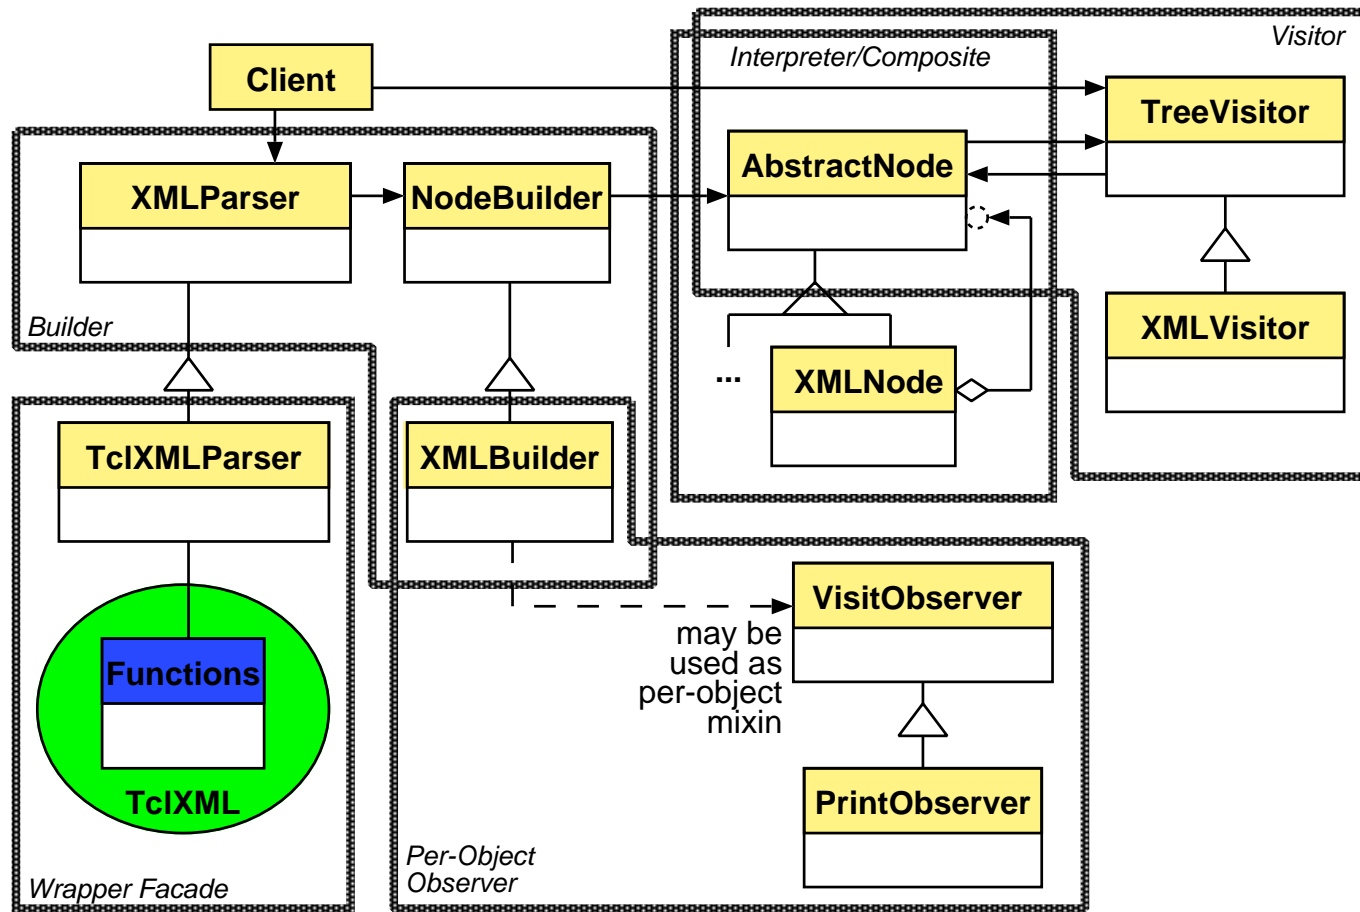 Visitor
Interpreter/Composite
Client
TreeVisitor
AbstractNode
XMLParser
NodeBuilder
Builder
XMLVisitor
...
XMLNode
TclXMLParser
XMLBuilder
VisitObserver
may be
used as
per-object
mixin
Functions
TclXML
PrintObserver
Per-Object
Observer
Wrapper Facade